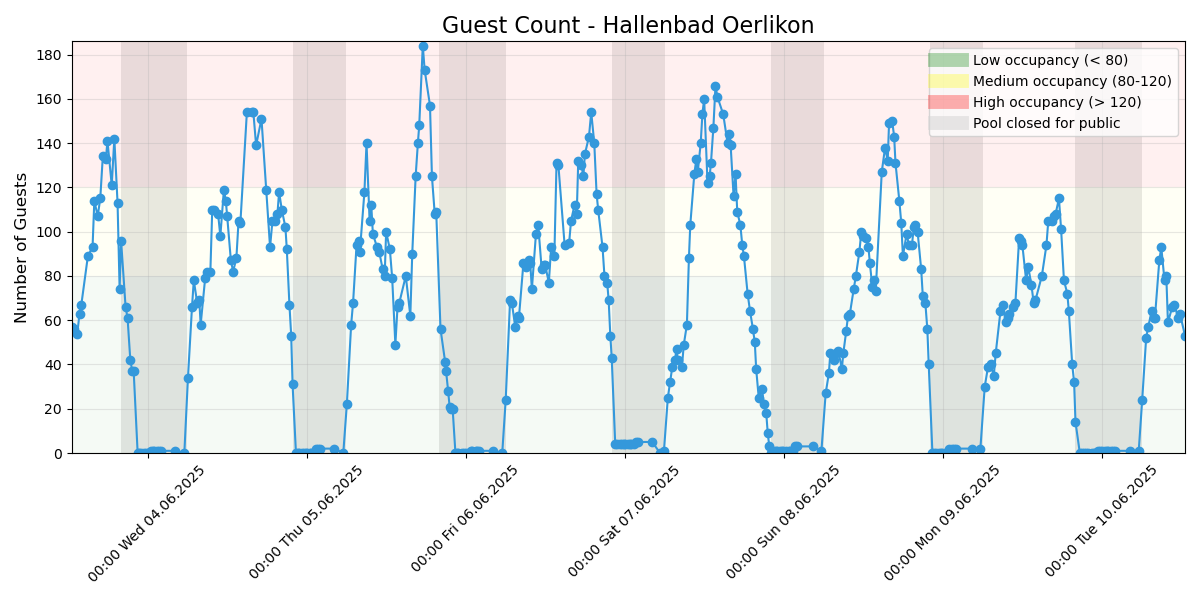 Guest Count - Hallenbad Oerlikon
Number of Guests
180
160
140
120
100
80
60
40
20
0
Low occupancy (< 80)
Medium occupancy (80-120)
High occupancy (> 120)
Pool closed for public
00:00 Wed 04.06.2025
00:00 Thu 05.06.2025
00:00 Fri 06.06.2025
00:00 Sat 07.06.2025
00:00 Sun 08.06.2025
00:00 Mon 09.06.2025
00:00 Tue 10.06.2025